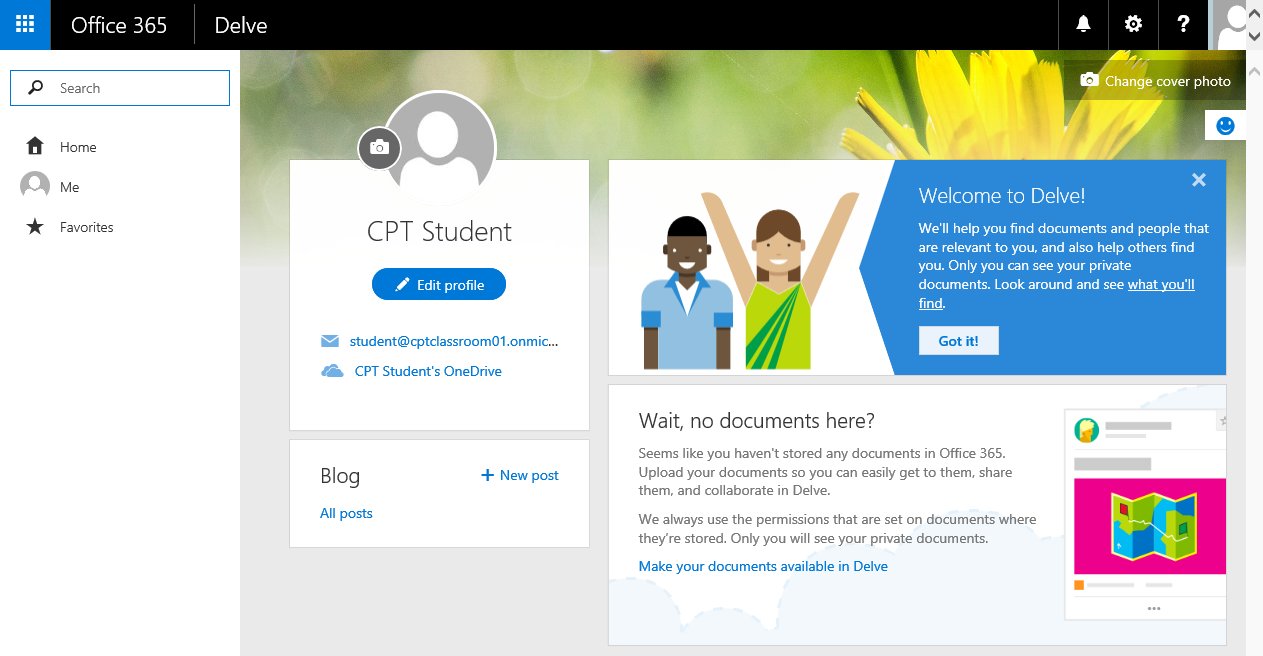 Office 365
Delve
?
Change cover photo
Search
Home
Me
Favorites
CPT Student
Edit profile
student@cptclassroom01.onmic...
CPT Student's OneDrive
Blog
+ New post
All posts
Welcome to Delve!
We'll help you find documents and people that
are relevant to you, and also help others find
you. Only you can see your private
documents. Look around and see what you'll
find.
Got it!
Wait, no documents here?
Seems like you haven't stored any documents in Office 365.
Upload your documents so you can easily get to them, share
them, and collaborate in Delve.
We always use the permissions that are set on documents where
they're stored. Only you will see your private documents.
Make your documents available in Delve